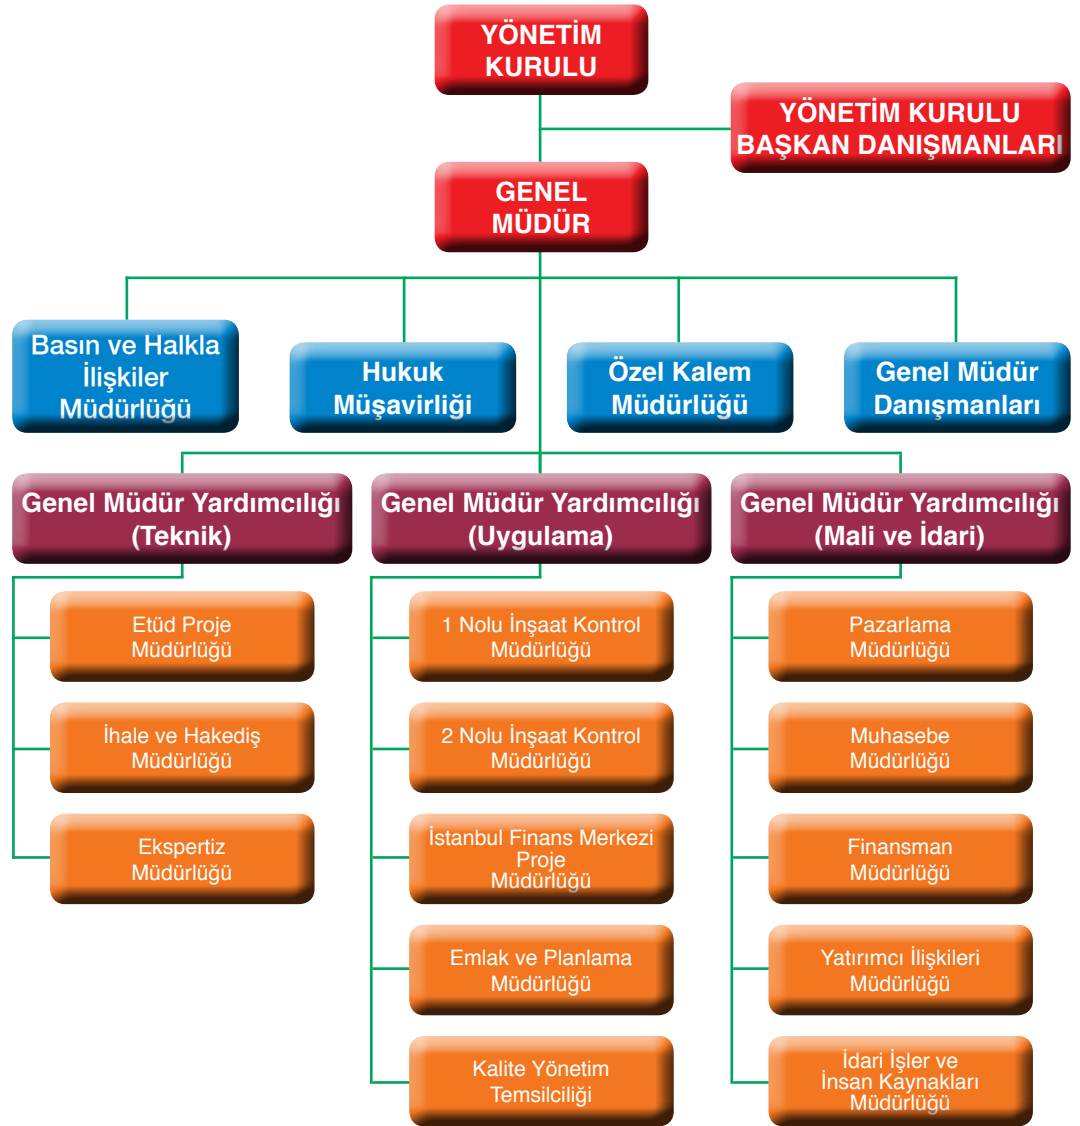 YÖNETİM
KURULU
YÖNETİM KURULU
BAŞKAN DANIŞMANLARI
GENEL
MÜDÜR
Basın ve Halkla
İlişkiler
Müdürlüğü
Hukuk
Müşavirliği
Özel Kalem
Müdürlüğü
Genel Müdür
Danışmanları
Genel Müdür Yardımcılığı
(Teknik)
Genel Müdür Yardımcılığı
(Uygulama)
Genel Müdür Yardımcılığı
(Mali ve İdari)
Etüd Proje
Müdürlüğü
İhale ve Hakediş
Müdürlüğü
Ekspertiz
Müdürlüğü
1 Nolu İnşaat Kontrol
Müdürlüğü
2 Nolu İnşaat Kontrol
Müdürlüğü
İstanbul Finans Merkezi
Proje
Müdürlüğü
Emlak ve Planlama
Müdürlüğü
Kalite Yönetim
Temsilciliği
Pazarlama
Müdürlüğü
Muhasebe
Müdürlüğü
Finansman
Müdürlüğü
Yatırımcı İlişkileri
Müdürlüğü
İdari İşler ve
İnsan Kaynakları
Müdürlüğü